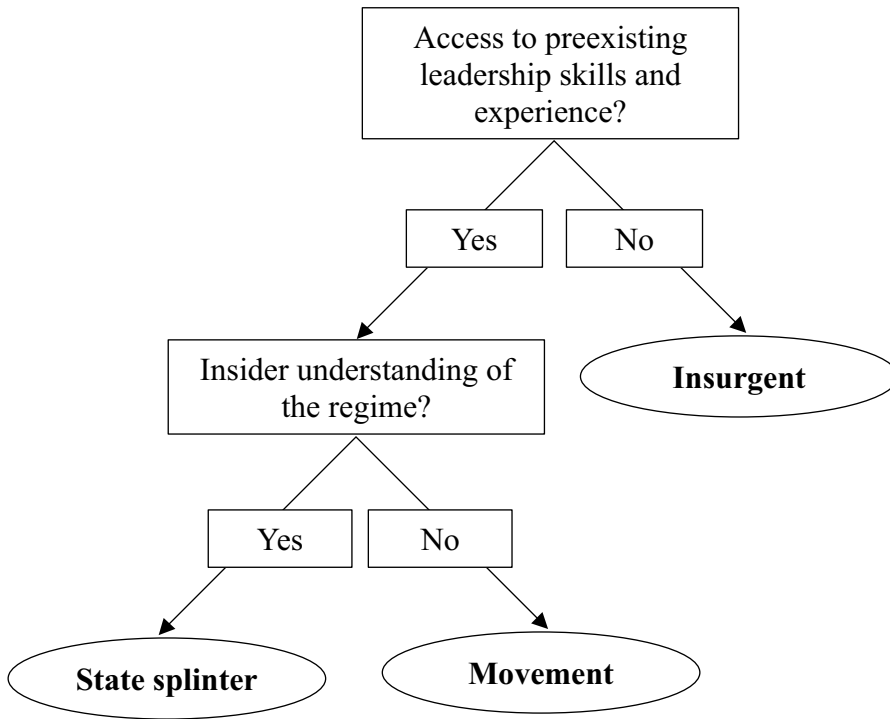 Access to preexisting
leadership skills and
experience?
Yes
No
Insider understanding of
the regime?
Insurgent
Yes
No
State splinter
Movement